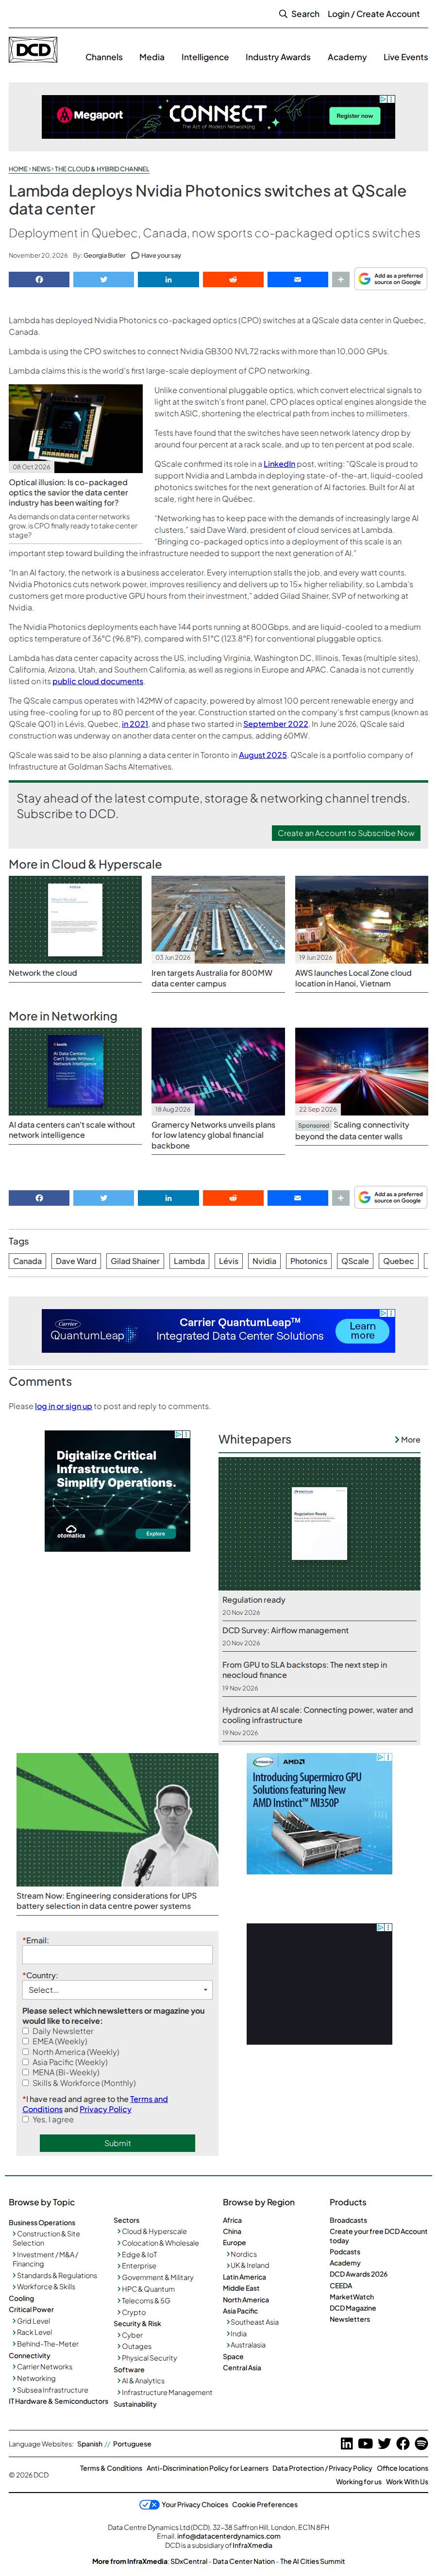 Search Login / Create Account
DCD
Channels Media Intelligence Industry Awards Academy Live Events
Megaport
CONNECT
The Art of Modern Networking
Register now
HOME › NEWS › THE CLOUD & HYBRID CHANNEL
Lambda deploys Nvidia Photonics switches at QScale
data center
Deployment in Quebec, Canada, now sports co-packaged optics switches
November 20, 2026 By: Georgia Butler Have your say
Add as a preferred
source on Google
Lambda has deployed Nvidia Photonics co-packaged optics (CPO) switches at a QScale data center in Quebec,
Canada.
Lambda is using the CPO switches to connect Nvidia GB300 NVL72 racks with more than 10,000 GPUs.
Lambda claims this is the world's first large-scale deployment of CPO networking.
08 Oct 2026
Optical illusion: Is co-packaged
optics the savior the data center
industry has been waiting for?
As demands on data center networks
grow, is CPO finally ready to take center
stage?
Unlike conventional pluggable optics, which convert electrical signals to
light in a switch's front panel, CPO places optical engines alongside the
switch ASIC, shortening the electrical path from inches to millimeters.
Tests have found that the switches have seen network latency drop by
around four percent at a rack scale, and up to ten percent at pod scale.
QScale confirmed its role in a LinkedIn post, writing: "QScale is proud to
support Nvidia and Lambda in deploying state-of-the-art, liquid-cooled
photonics switches for the next generation of AI factories. Built for AI at
scale, right here in Québec.
"Networking has to keep pace with the demands of increasingly large AI
clusters," said Dave Ward, president of cloud services at Lambda.
"Bringing co-packaged optics into a deployment of this scale is an
important step toward building the infrastructure needed to support the next generation of AI."
"In an AI factory, the network is a business accelerator. Every interruption stalls the job, and every watt counts.
Nvidia Photonics cuts network power, improves resiliency and delivers up to 15x higher reliability, so Lambda's
customers get more productive GPU hours from their investment," added Gilad Shainer, SVP of networking at
Nvidia.
The Nvidia Photonics deployments each have 144 ports running at 800Gbps, and are liquid-cooled to a medium
optics temperature of 36°C (96.8°F), compared with 51°C (123.8°F) for conventional pluggable optics.
Lambda has data center capacity across the US, including Virginia, Washington DC, Illinois, Texas (multiple sites),
California, Arizona, Utah, and Southern California, as well as regions in Europe and APAC. Canada is not currently
listed on its public cloud documents.
The QScale campus operates with 142MW of capacity, powered by almost 100 percent renewable energy and
using free-cooling for up to 80 percent of the year. Construction started on the company's first campus (known as
QScale QO1) in Lévis, Quebec, in 2021, and phase two started in September 2022. In June 2026, QScale said
construction was underway on another data center on the campus, adding 60MW.
QScale was said to be also planning a data center in Toronto in August 2025. QScale is a portfolio company of
Infrastructure at Goldman Sachs Alternatives.
Stay ahead of the latest compute, storage & networking channel trends.
Subscribe to DCD.
Create an Account to Subscribe Now
More in Cloud & Hyperscale
Network the cloud
03 Jun 2026
Iren targets Australia for 800MW
data center campus
19 Jun 2026
AWS launches Local Zone cloud
location in Hanoi, Vietnam
More in Networking
AI Data Centers
Can't Scale Without
Network Intelligence
AI data centers can't scale without
network intelligence
18 Aug 2026
Gramercy Networks unveils plans
for low latency global financial
backbone
22 Sep 2026
Sponsored Scaling connectivity
beyond the data center walls
Add as a preferred
source on Google
Tags
Canada Dave Ward Gilad Shainer Lambda Lévis Nvidia Photonics QScale Quebec
Carrier
QuantumLeap
Carrier QuantumLeap™
Integrated Data Center Solutions
Learn
more
Comments
Please log in or sign up to post and reply to comments.
Digitalize Critical
Infrastructure.
Simplify Operations.
otomatica
Explore
Whitepapers More
Regulation Ready
Regulation ready
20 Nov 2026
DCD Survey: Airflow management
20 Nov 2026
From GPU to SLA backstops: The next step in
neocloud finance
19 Nov 2026
Hydronics at AI scale: Connecting power, water and
cooling infrastructure
19 Nov 2026
Stream Now: Engineering considerations for UPS
battery selection in data centre power systems
AMD
Introducing Supermicro GPU
Solutions featuring New
AMD Instinct™ MI350P
*Email:
*Country:
Select...
Please select which newsletters or magazine you
would like to receive:
Daily Newsletter
EMEA (Weekly)
North America (Weekly)
Asia Pacific (Weekly)
MENA (Bi-Weekly)
Skills & Workforce (Monthly)
*I have read and agree to the Terms and
Conditions and Privacy Policy
Yes, I agree
Submit
Browse by Topic
Business Operations
Construction & Site
Selection
Investment / M&A /
Financing
Standards & Regulations
Workforce & Skills
Cooling
Critical Power
Grid Level
Rack Level
Behind-The-Meter
Connectivity
Carrier Networks
Networking
Subsea Infrastructure
IT Hardware & Semiconductors
Sectors
Cloud & Hyperscale
Colocation & Wholesale
Edge & IoT
Enterprise
Government & Military
HPC & Quantum
Telecoms & 5G
Crypto
Security & Risk
Cyber
Outages
Physical Security
Software
AI & Analytics
Infrastructure Management
Sustainability
Browse by Region
Africa
China
Europe
Nordics
UK & Ireland
Latin America
Middle East
North America
Asia Pacific
Southeast Asia
India
Australasia
Space
Central Asia
Products
Broadcasts
Create your free DCD Account
today
Podcasts
Academy
DCD Awards 2026
CEEDA
MarketWatch
DCD Magazine
Newsletters
Language Websites: Spanish // Portuguese
© 2026 DCD
Terms & Conditions Anti-Discrimination Policy for Learners Data Protection / Privacy Policy Office locations
Working for us Work With Us
Your Privacy Choices Cookie Preferences
Data Centre Dynamics Ltd (DCD), 32-38 Saffron Hill, London, EC1N 8FH
Email. info@datacenterdynamics.com
DCD is a subsidiary of InfraXmedia
More from InfraXmedia: SDxCentral - Data Center Nation - The AI Cities Summit